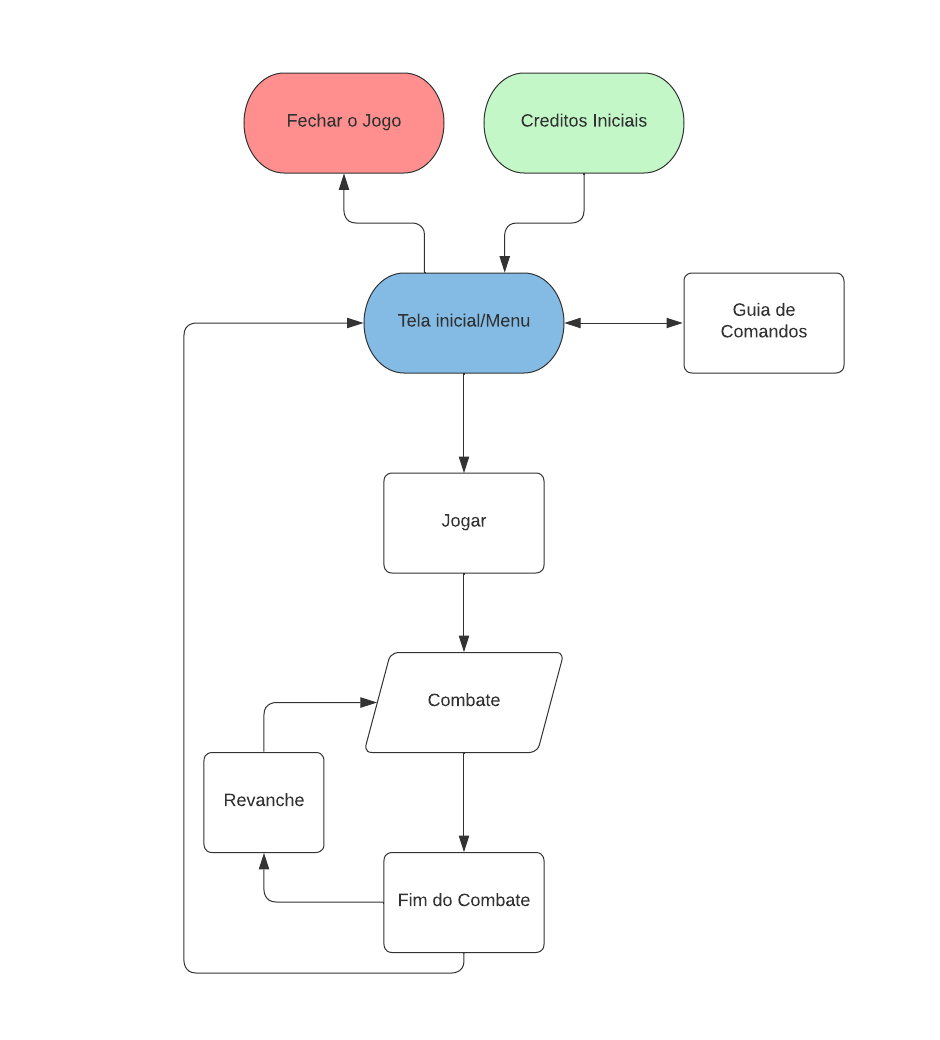 Fechar o Jogo
Creditos Iniciais
Tela inicial/Menu
Guia de
Comandos
Jogar
Combate
Revanche
Fim do Combate